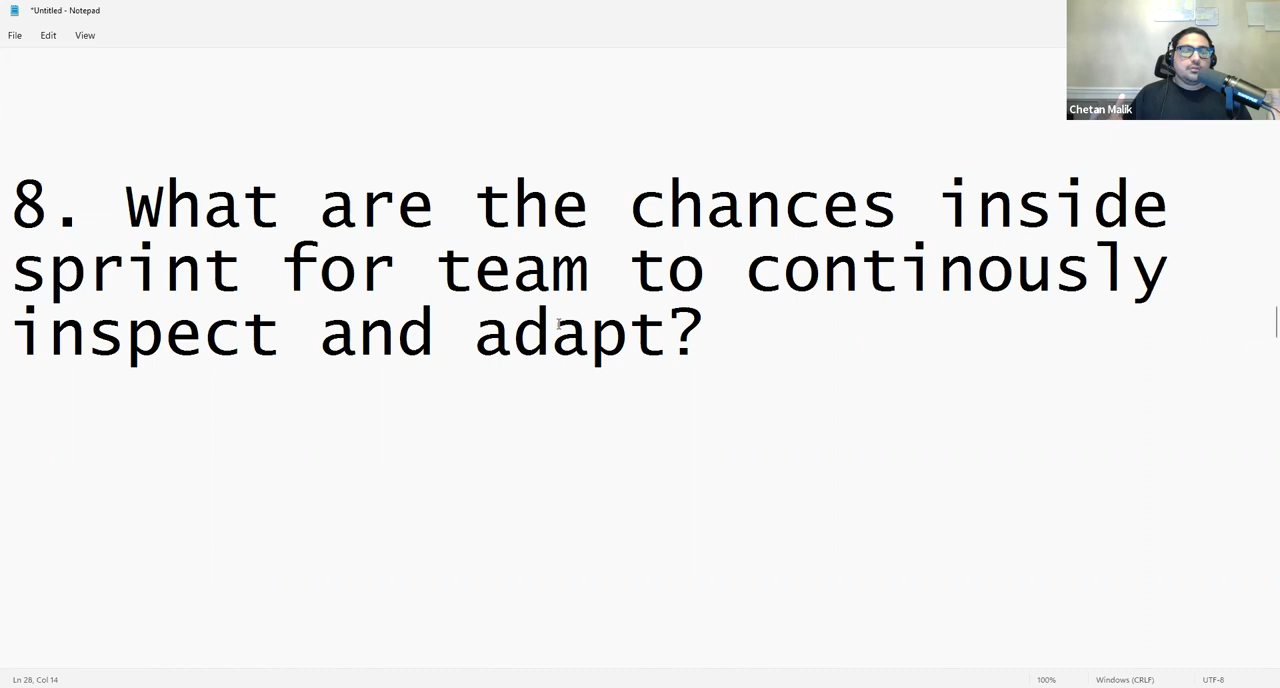 *Untitled - Notepad
File Edit View
Chetan Malik
8. What are the chances inside
sprint for team to continously
inspect and adapt?
Ln 28, Col 14
100%
Windows (CRLF)
UTF-8